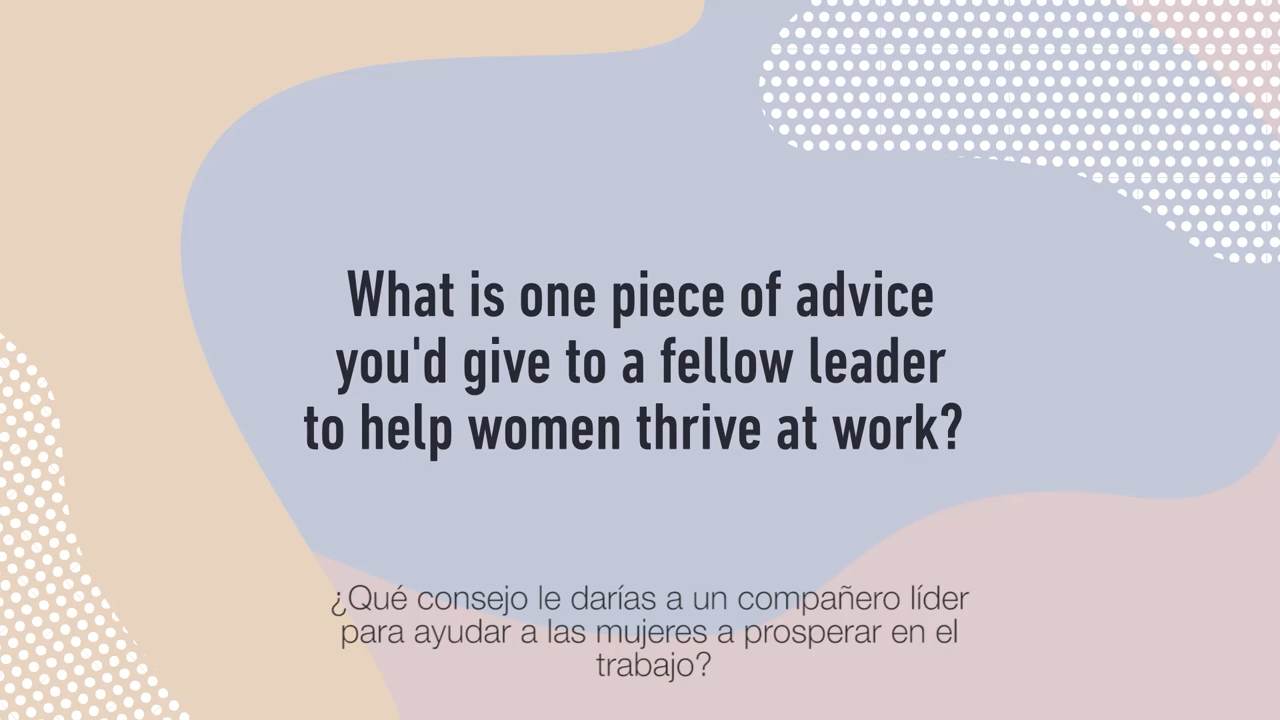 What is one piece of advice
you'd give to a fellow leader
to help women thrive at work?
¿Qué consejo le darías a un compañero líder
para ayudar a las mujeres a prosperar en el
trabajo?